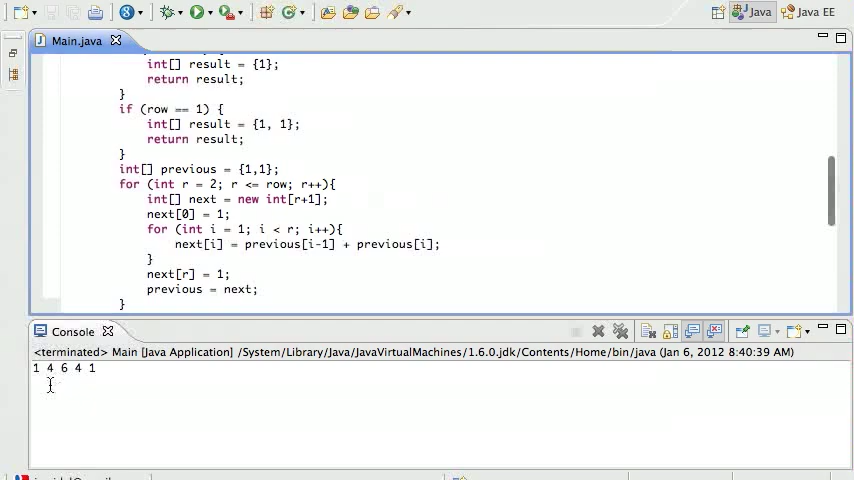 Java
Java EE
Main.java
int[] result = {1};
return result;
}
if (row == 1) {
int[] result = {1, 1};
return result;
}
int[] previous = {1,1};
for (int r = 2; r <= row; r++){
int[] next = new int[r+1];
next[0] = 1;
for (int i = 1; i < r; i++){
next[i] = previous[i-1] + previous[i];
}
next[r] = 1;
previous = next;
}
Console
<terminated> Main [Java Application] /System/Library/Java/JavaVirtualMachines/1.6.0.jdk/Contents/Home/bin/java (Jan 6, 2012 8:40:39 AM)
1 4 6 4 1